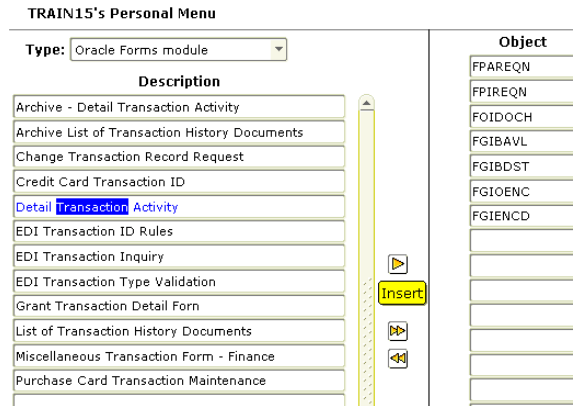 TRAIN15's Personal Menu
Type: Oracle Forms module
Description
Archive - Detail Transaction Activity
Archive List of Transaction History Documents
Change Transaction Record Request
Credit Card Transaction ID
Detail Transaction Activity
EDI Transaction ID Rules
EDI Transaction Inquiry
EDI Transaction Type Validation
Grant Transaction Detail Forn
List of Transaction History Documents
Miscellaneous Transaction Form - Finance
Purchase Card Transaction Maintenance
Insert
Object
FPAREQN
FPIREQN
FOIDOCH
FGIBAVL
FGIBDST
FGIOENC
FGIENCD